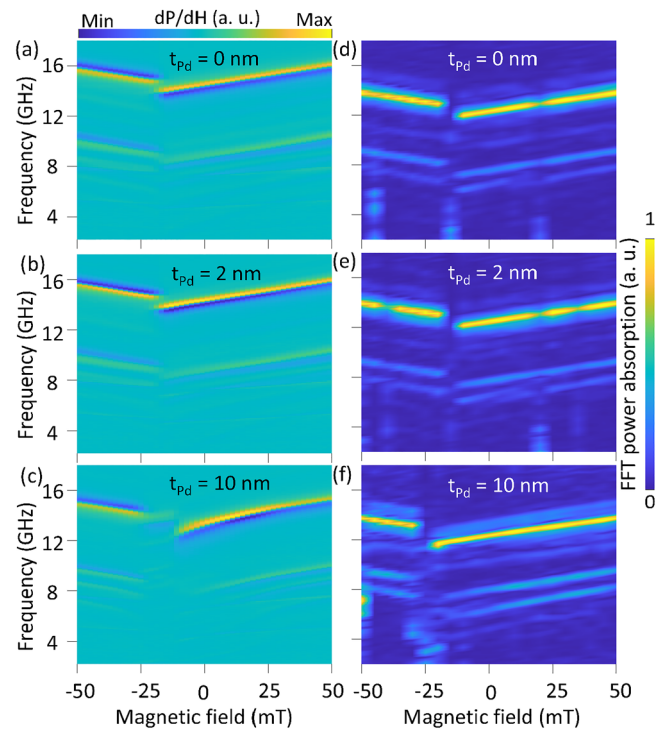 Min dP/dH (a. u.) Max
(a) t_Pd = 0 nm
(d) t_Pd = 0 nm
16
12
8
4
Frequency (GHz)
(b) t_Pd = 2 nm
(e) t_Pd = 2 nm
16
12
8
4
Frequency (GHz)
(c) t_Pd = 10 nm
(f) t_Pd = 10 nm
16
12
8
4
Frequency (GHz)
-50 -25 0 25 50
Magnetic field (mT)
-50 -25 0 25 50
Magnetic field (mT)
1
FFT power absorption (a. u.)
0